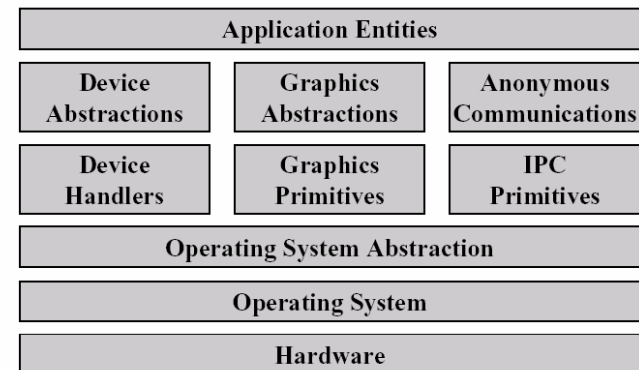 Application Entities
Device
Abstractions
Graphics
Abstractions
Anonymous
Communications
Device
Handlers
Graphics
Primitives
IPC
Primitives
Operating System Abstraction
Operating System
Hardware